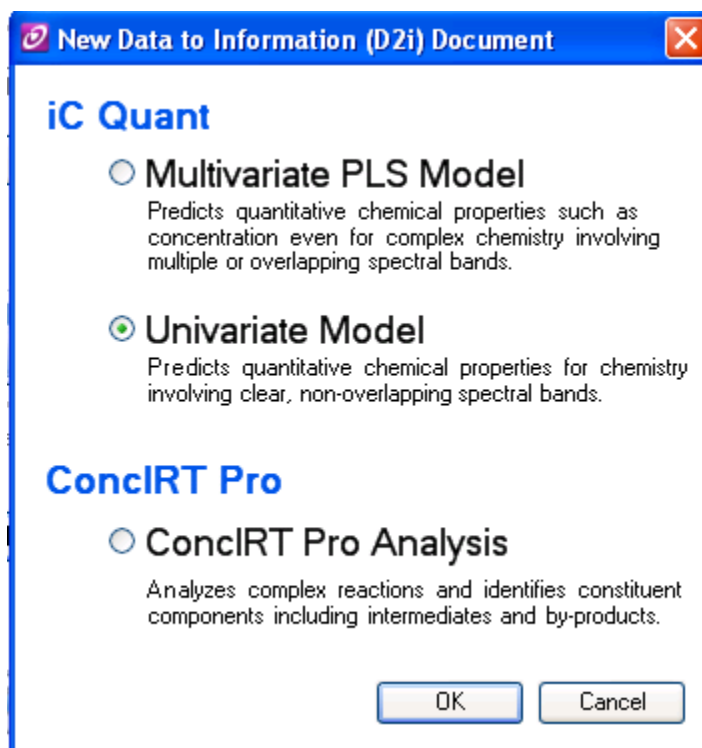 New Data to Information (D2i) Document
iC Quant
Multivariate PLS Model
Predicts quantitative chemical properties such as
concentration even for complex chemistry involving
multiple or overlapping spectral bands.
Univariate Model
Predicts quantitative chemical properties for chemistry
involving clear, non-overlapping spectral bands.
ConcIRT Pro
ConcIRT Pro Analysis
Analyzes complex reactions and identifies constituent
components including intermediates and by-products.
OK
Cancel